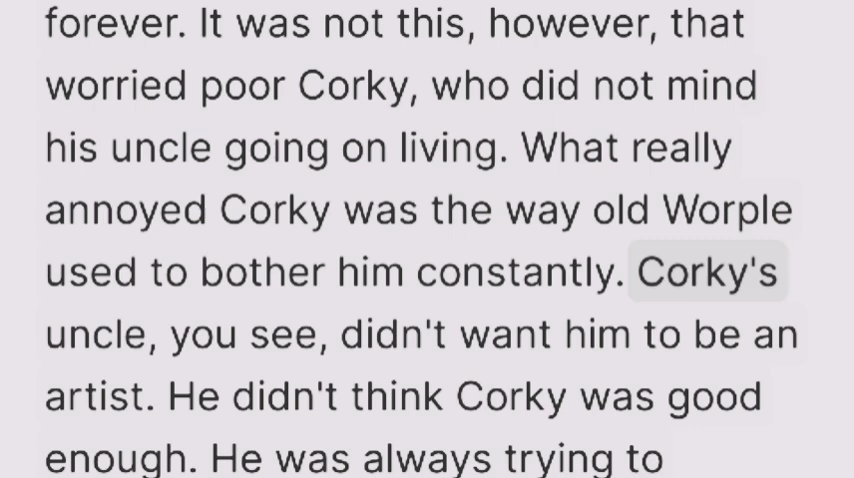 forever. It was not this, however, that
worried poor Corky, who did not mind
his uncle going on living. What really
annoyed Corky was the way old Worple
used to bother him constantly. Corky's
uncle, you see, didn't want him to be an
artist. He didn't think Corky was good
enough. He was always trying to